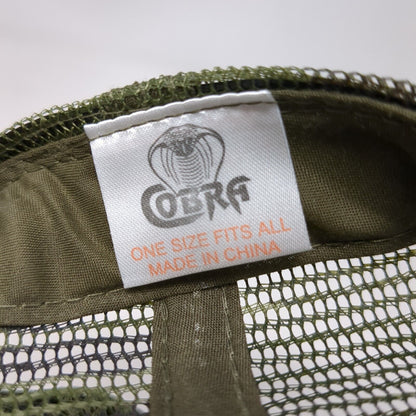 COBRA
ONE SIZE FITS ALL
MADE IN CHINA